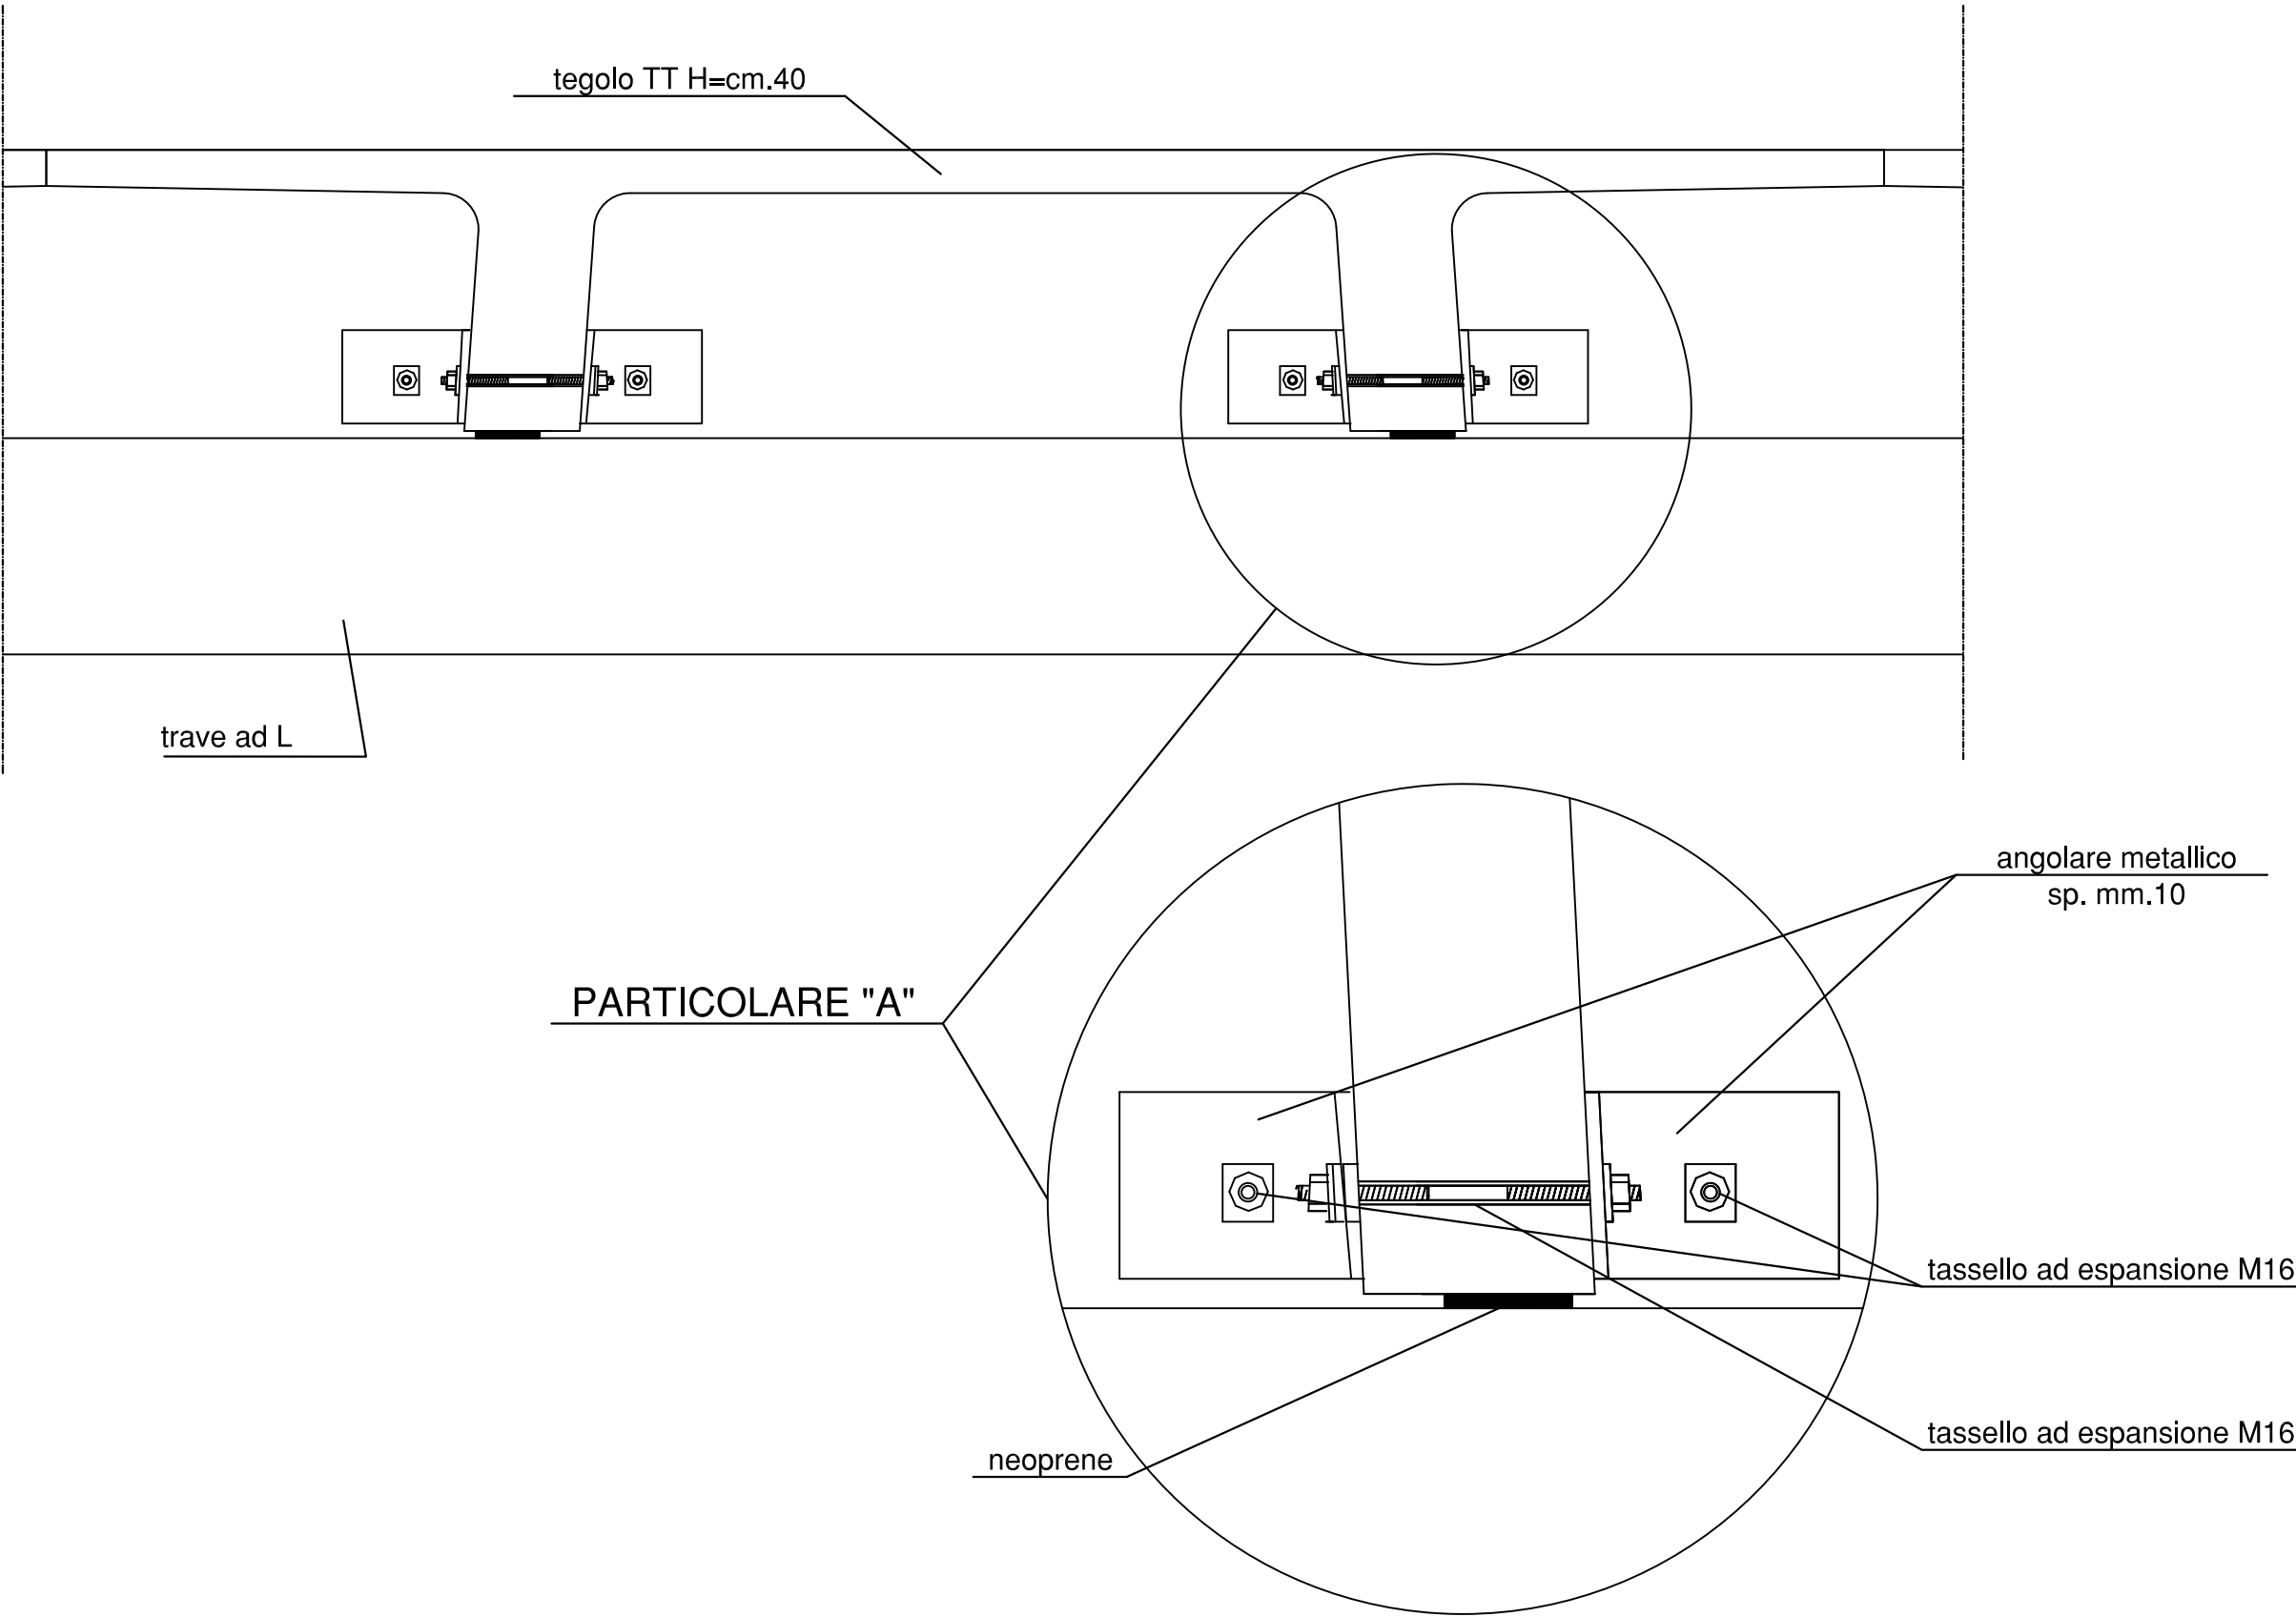 tegolo TT H=cm.40
trave ad L
angolare metallico
sp. mm.10
PARTICOLARE "A"
tassello ad espansione M16
tassello ad espansione M16
neoprene